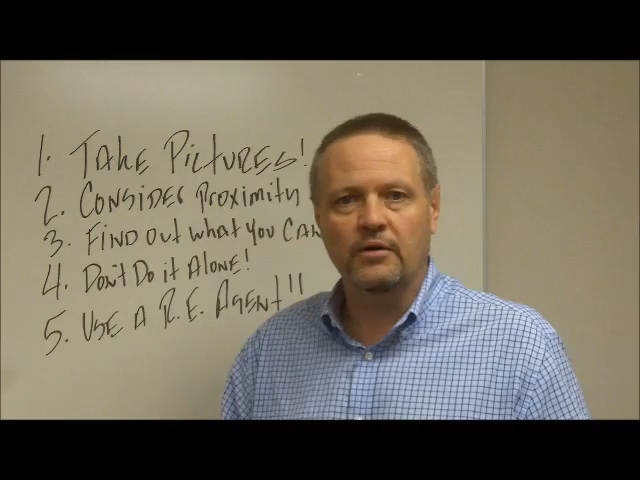 1. Take Pictures!
2. Consider Proximity
3. Find Out What You Can
4. Don't Do it Alone!
5. Use A R.E. Agent!!